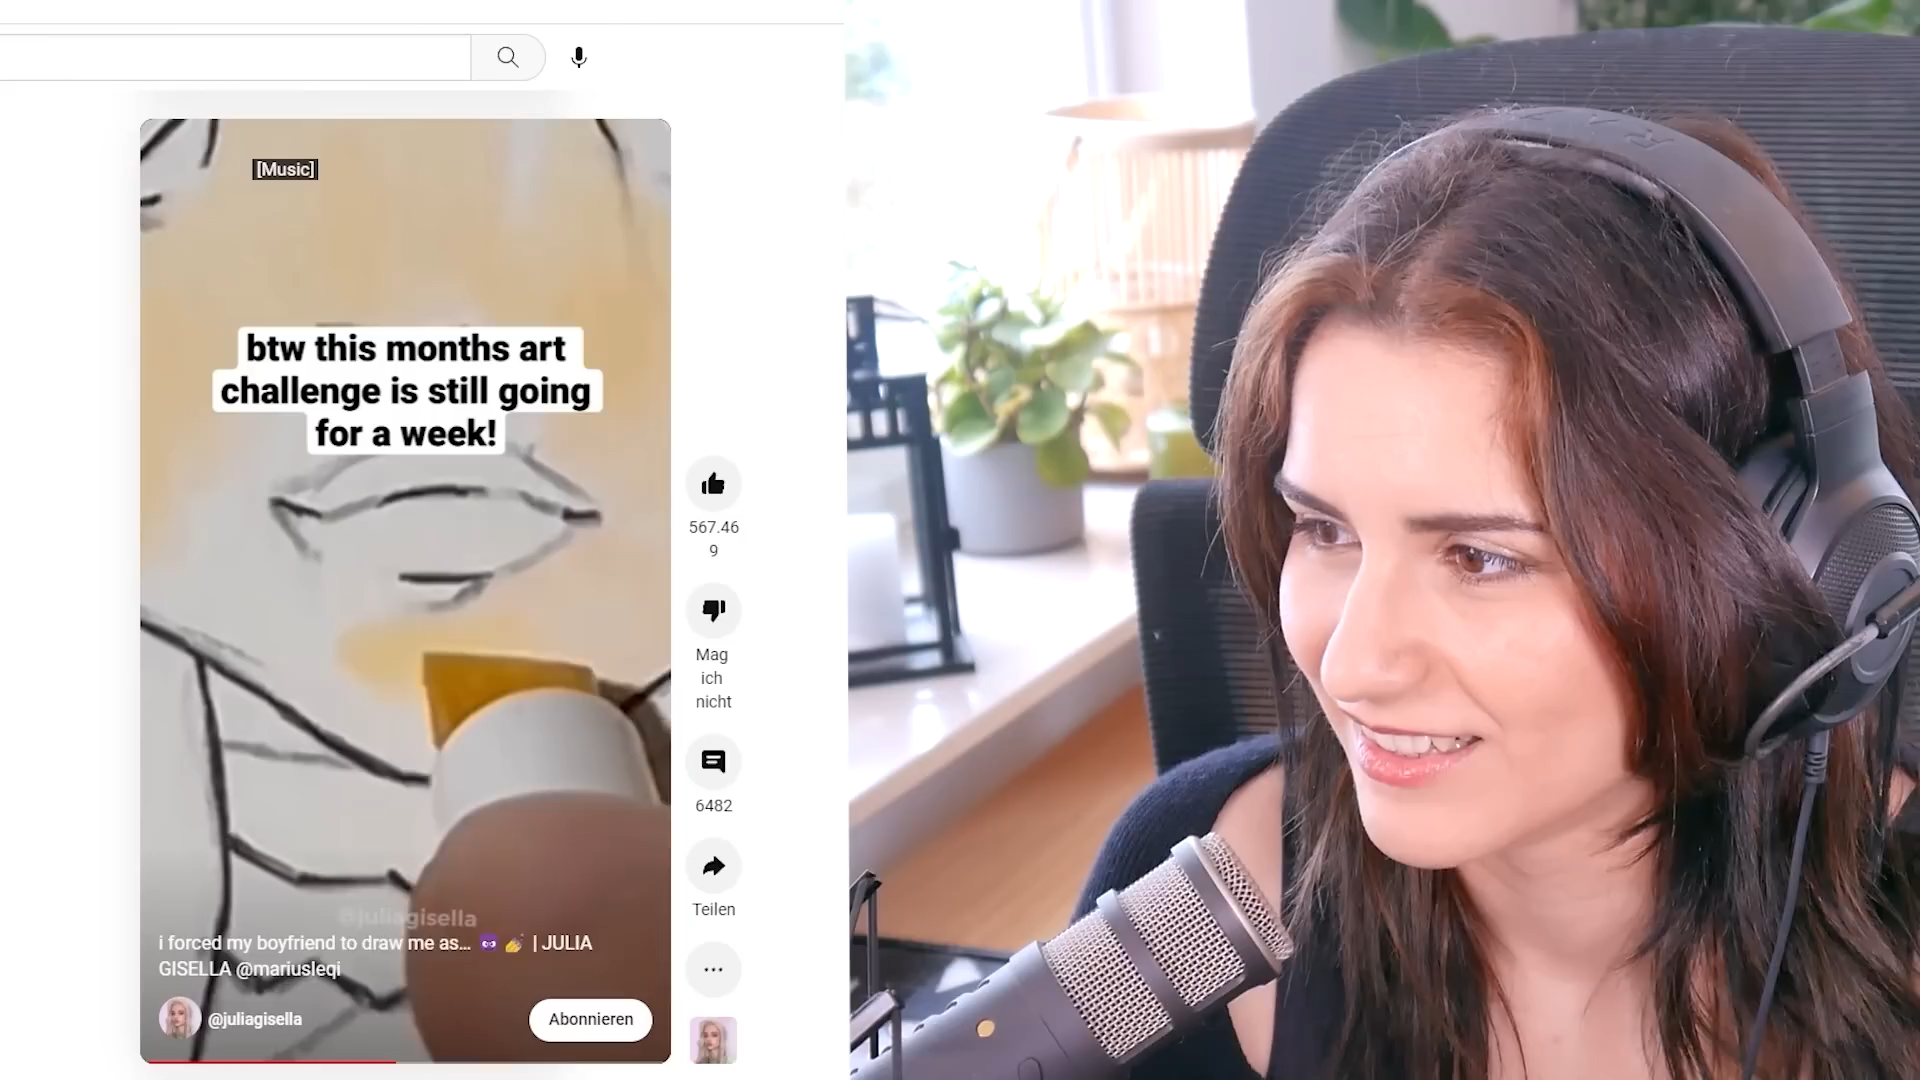 [Music]
btw this months art
challenge is still going
for a week!
567.46
9
Mag
ich
nicht
6482
Teilen
@juliagisella
i forced my boyfriend to draw me as... 😈 💅 | JULIA
GISELLA @mariusleqi
@juliagisella
Abonnieren